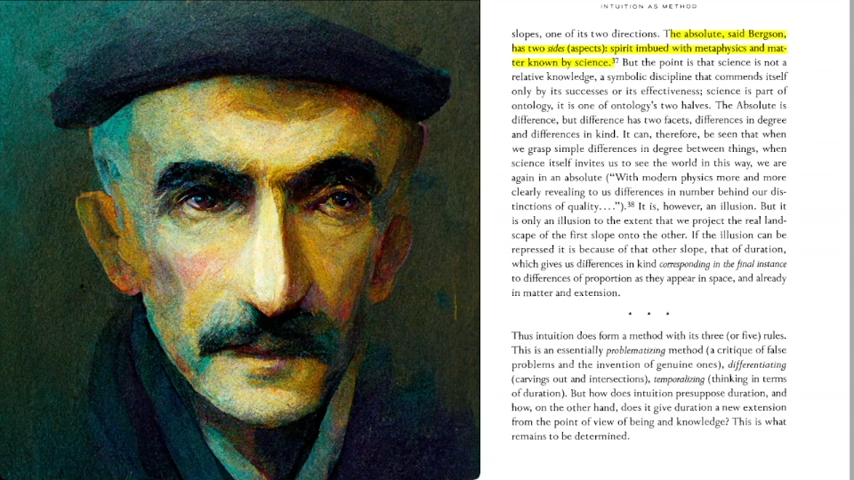 INTUITION AS METHOD
slopes, one of its two directions. The absolute, said Bergson,
has two sides (aspects): spirit imbued with metaphysics and mat-
ter known by science.37 But the point is that science is not a
relative knowledge, a symbolic discipline that commends itself
only by its successes or its effectiveness; science is part of
ontology, it is one of ontology's two halves. The Absolute is
difference, but difference has two facets, differences in degree
and differences in kind. It can, therefore, be seen that when
we grasp simple differences in degree between things, when
science itself invites us to see the world in this way, we are
again in an absolute ("With modern physics more and more
clearly revealing to us differences in number behind our dis-
tinctions of quality....").38 It is, however, an illusion. But it
is only an illusion to the extent that we project the real land-
scape of the first slope onto the other. If the illusion can be
repressed it is because of that other slope, that of duration,
which gives us differences in kind corresponding in the final instance
to differences of proportion as they appear in space, and already
in matter and extension.
• • •
Thus intuition does form a method with its three (or five) rules.
This is an essentially problematizing method (a critique of false
problems and the invention of genuine ones), differentiating
(carvings out and intersections), temporalizing (thinking in terms
of duration). But how does intuition presuppose duration, and
how, on the other hand, does it give duration a new extension
from the point of view of being and knowledge? This is what
remains to be determined.